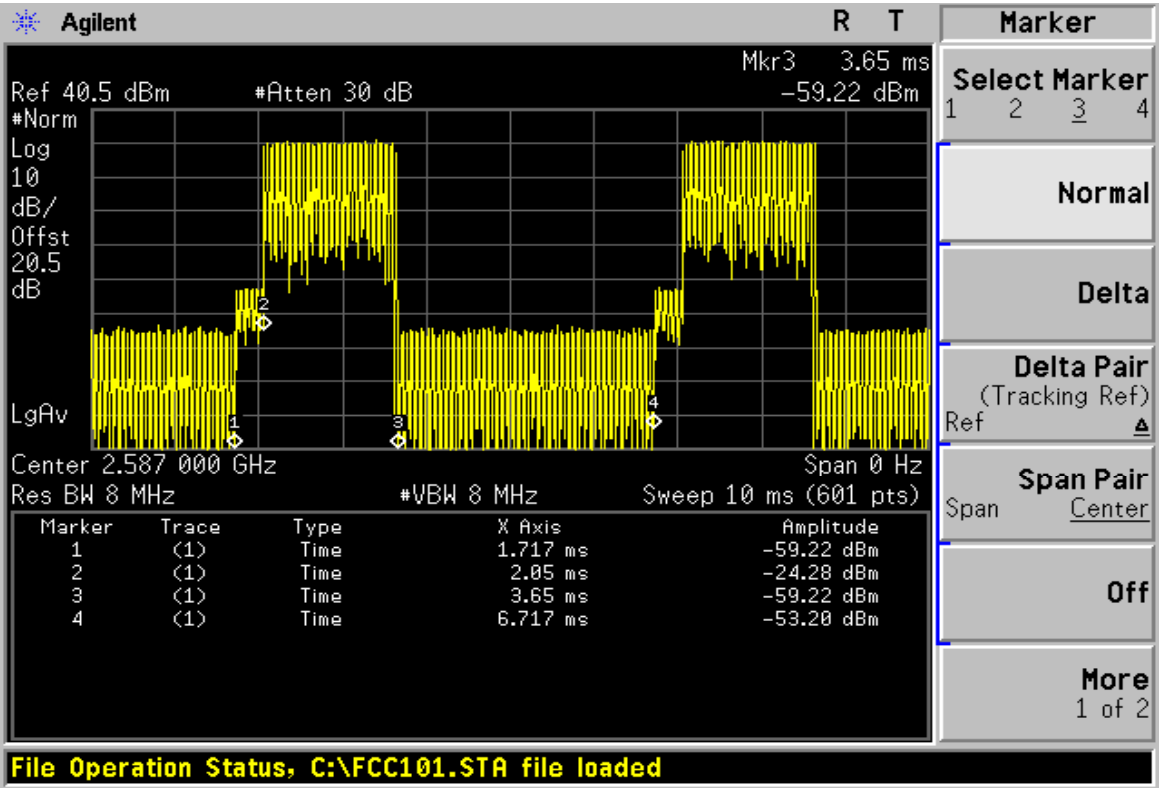 Agilent R T Marker
Mkr3 3.65 ms
Ref 40.5 dBm #Atten 30 dB -59.22 dBm
#Norm
Log
10
dB/
Offst
20.5
dB
LgAv
1 2 3 4
Center 2.587 000 GHz Span 0 Hz
Res BW 8 MHz #VBW 8 MHz Sweep 10 ms (601 pts)
Marker Trace Type X Axis Amplitude
1 (1) Time 1.717 ms -59.22 dBm
2 (1) Time 2.05 ms -24.28 dBm
3 (1) Time 3.65 ms -59.22 dBm
4 (1) Time 6.717 ms -53.20 dBm
Select Marker
1 2 3 4
Normal
Delta
Delta Pair
(Tracking Ref)
Ref Δ
Span Pair
Span Center
Off
More
1 of 2
File Operation Status, C:\FCC101.STA file loaded